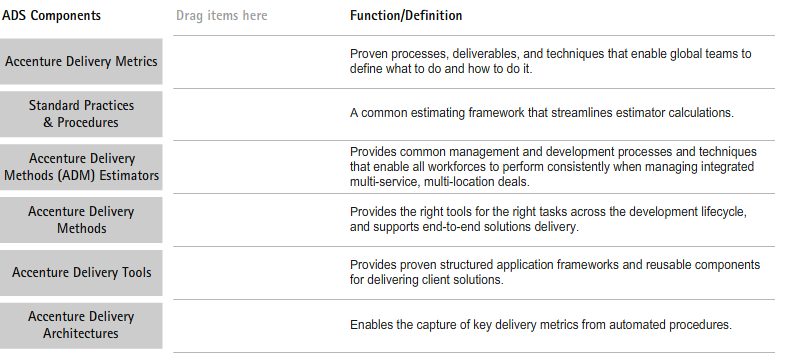 ADS Components Drag items here Function/Definition
Accenture Delivery Metrics
Proven processes, deliverables, and techniques that enable global teams to
define what to do and how to do it.
Standard Practices
& Procedures
A common estimating framework that streamlines estimator calculations.
Accenture Delivery
Methods (ADM) Estimators
Provides common management and development processes and techniques
that enable all workforces to perform consistently when managing integrated
multi-service, multi-location deals.
Accenture Delivery
Methods
Provides the right tools for the right tasks across the development lifecycle,
and supports end-to-end solutions delivery.
Accenture Delivery Tools
Provides proven structured application frameworks and reusable components
for delivering client solutions.
Accenture Delivery
Architectures
Enables the capture of key delivery metrics from automated procedures.